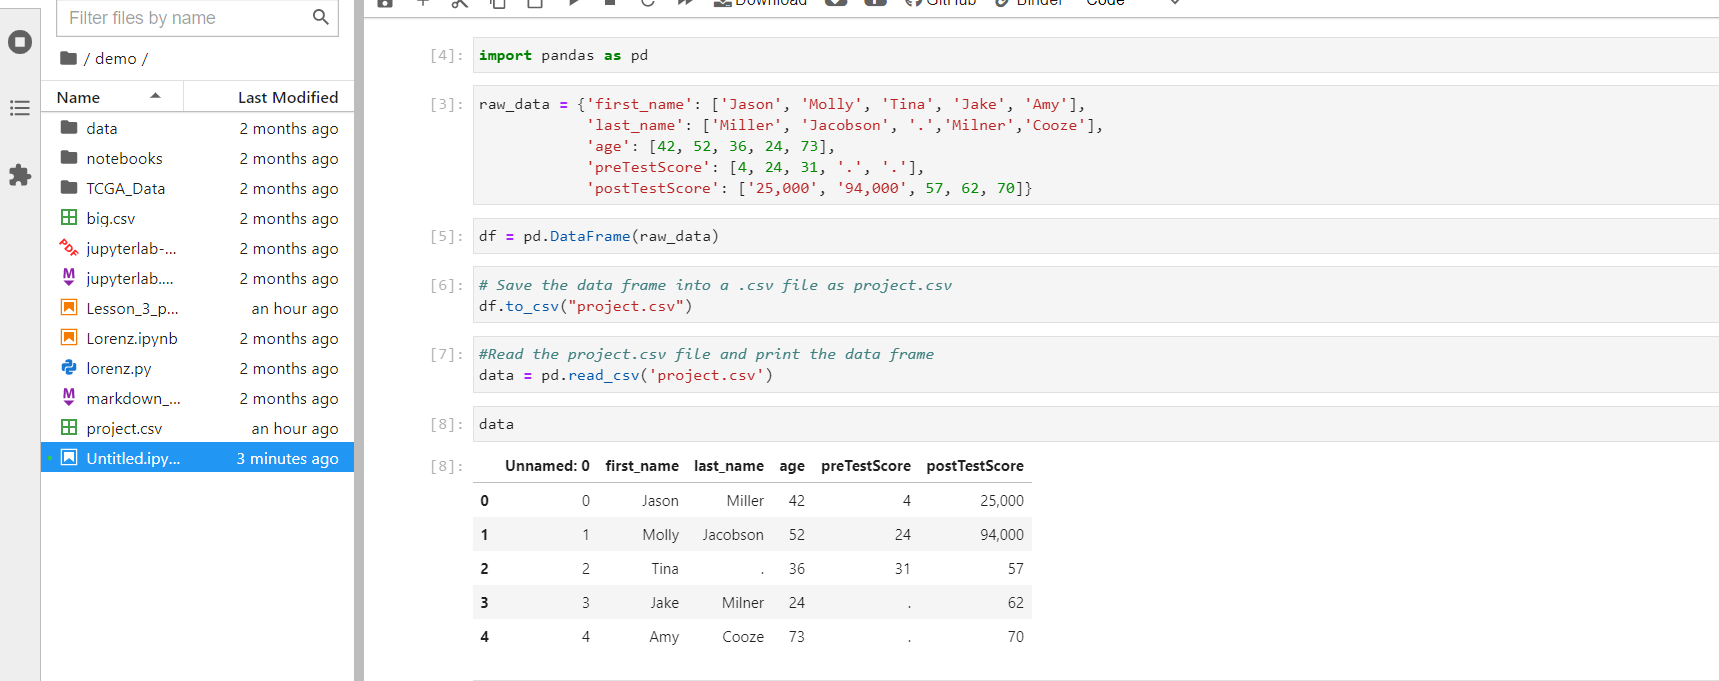 Filter files by name
/ demo /
Name Last Modified
data 2 months ago
notebooks 2 months ago
TCGA_Data 2 months ago
big.csv 2 months ago
PDF jupyterlab-... 2 months ago
M jupyterlab.... 2 months ago
Lesson_3_p... an hour ago
Lorenz.ipynb 2 months ago
lorenz.py 2 months ago
M markdown_... 2 months ago
project.csv an hour ago
Untitled.ipy... 3 minutes ago
Download GitHub Binder Code
[4]: import pandas as pd
[3]: raw_data = {'first_name': ['Jason', 'Molly', 'Tina', 'Jake', 'Amy'],
'last_name': ['Miller', 'Jacobson', '.','Milner','Cooze'],
'age': [42, 52, 36, 24, 73],
'preTestScore': [4, 24, 31, '.', '.'],
'postTestScore': ['25,000', '94,000', 57, 62, 70]}
[5]: df = pd.DataFrame(raw_data)
[6]: # Save the data frame into a .csv file as project.csv
df.to_csv("project.csv")
[7]: #Read the project.csv file and print the data frame
data = pd.read_csv('project.csv')
[8]: data
[8]: Unnamed: 0 first_name last_name age preTestScore postTestScore
0 0 Jason Miller 42 4 25,000
1 1 Molly Jacobson 52 24 94,000
2 2 Tina . 36 31 57
3 3 Jake Milner 24 . 62
4 4 Amy Cooze 73 . 70